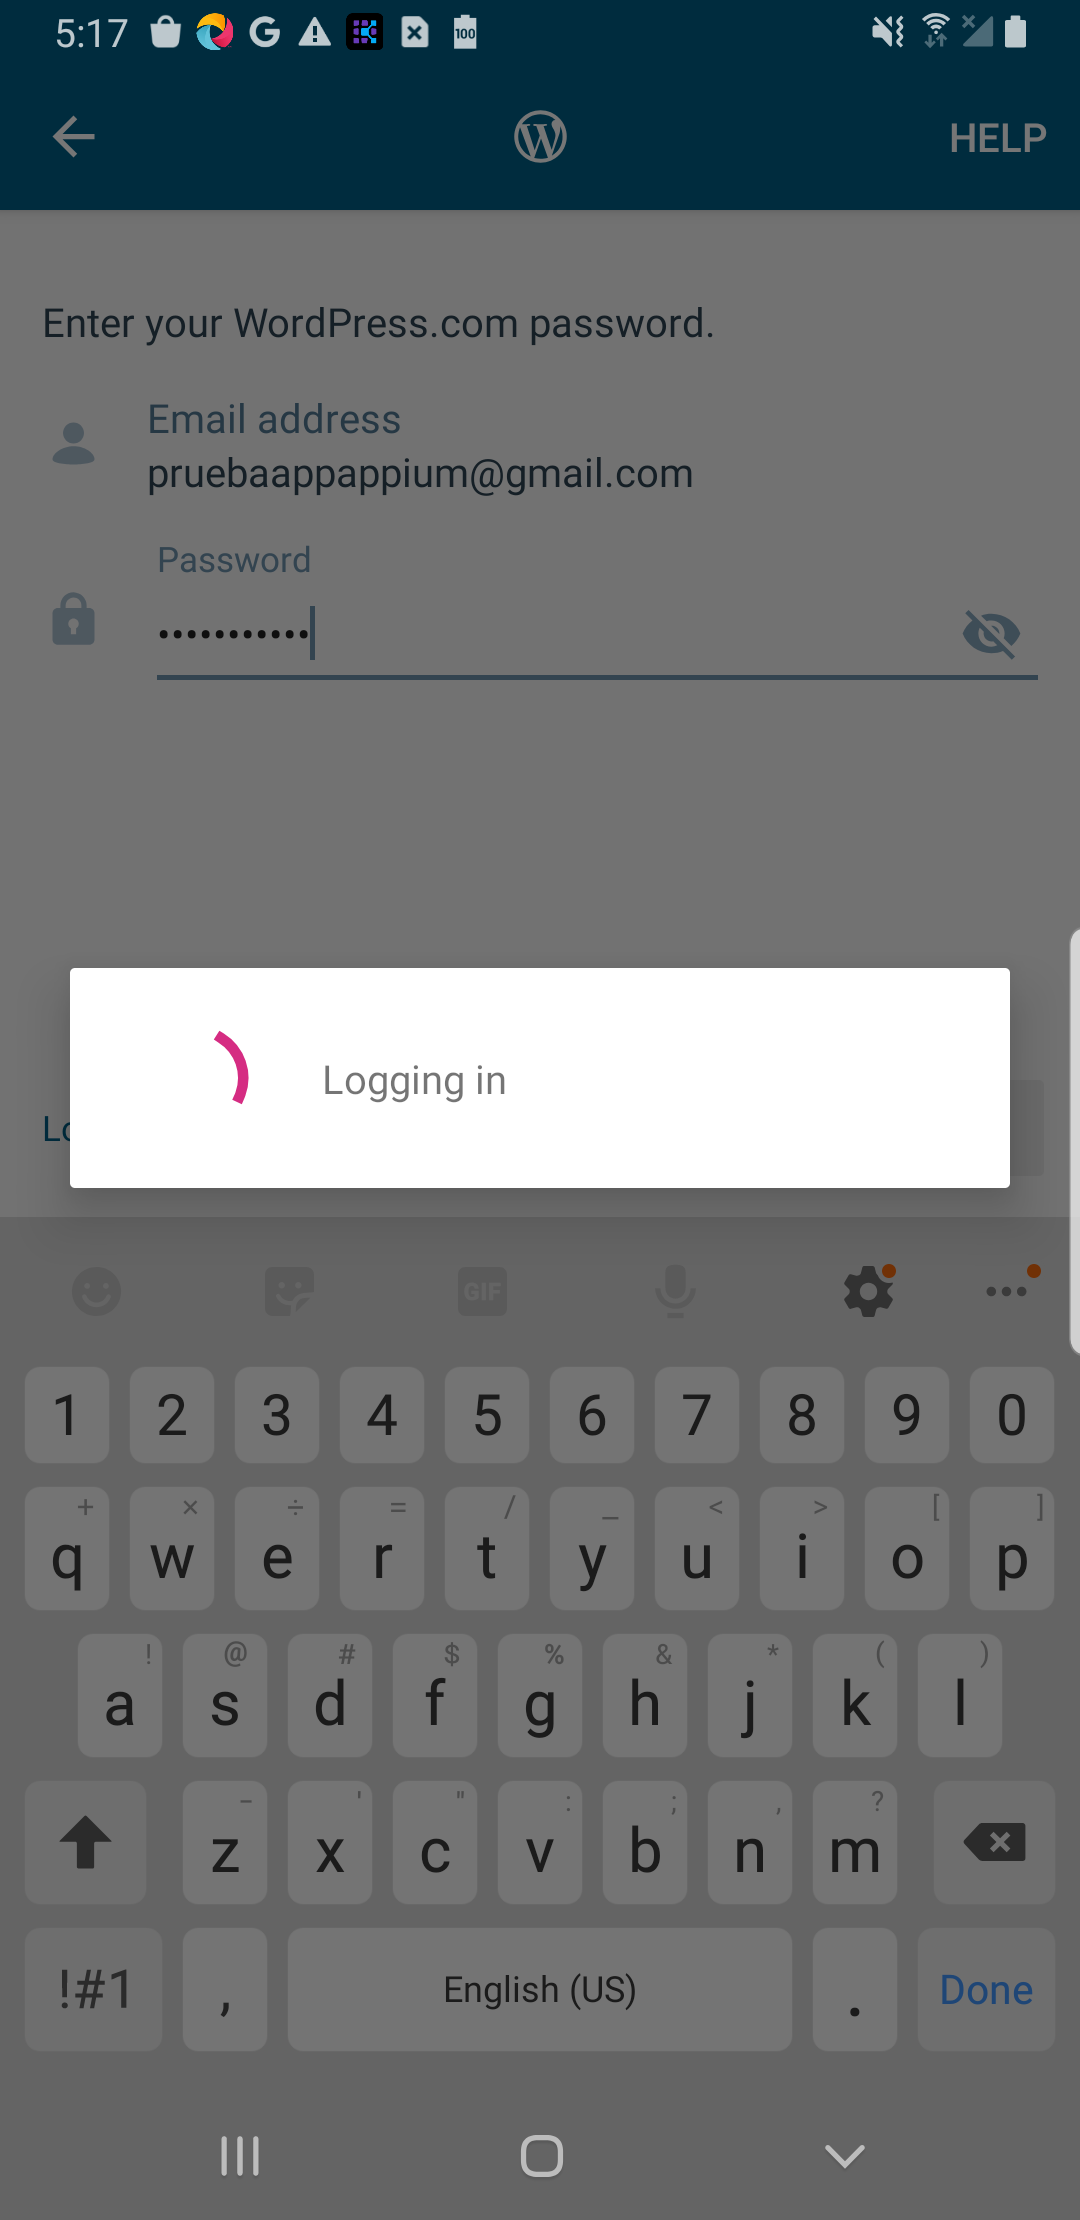 5:17
100
HELP
Enter your WordPress.com password.
Email address
pruebaappappium@gmail.com
Password
•••••••••••
Logging in
Lo
GIF
1 2 3 4 5 6 7 8 9 0
+ × ÷ = / _ < > [ ]
q w e r t y u i o p
! @ # $ % & * ( )
a s d f g h j k l
- ' " : ; , ?
z x c v b n m
!#1 , English (US) . Done